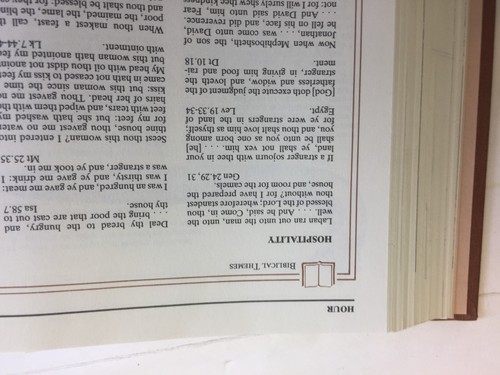 HOUR
BIBLICAL THEMES
HOSPITALITY
Laban ran out unto the man, unto the
well. . . . And he said, Come in, thou
blessed of the Lord; wherefore standest
thou without? for I have prepared the
house, and room for the camels.
Gen 24.29, 31
If a stranger sojourn with thee in your
land, ye shall not vex him. . . . [he]
shall be unto you as one born among
you, and thou shalt love him as thyself;
for ye were strangers in the land of
Egypt. Lev 19.33-34
[God] doth execute the judgment of the
fatherless and widow, and loveth the
stranger, in giving him food and rai-
ment. Dt 10.18
Now when Mephibosheth, the son of
Jonathan, . . . was come unto David,
he fell on his face, and did reverence.
. . . And David said unto him, Fear
not: for I will surely shew thee kindness
Deal thy bread to the hungry, and
. . . bring the poor that are cast out to
thy house. Isa 58.7
I was hungred, and ye gave me meat:
I was thirsty, and ye gave me drink: I
was a stranger, and ye took me in.
Mt 25.35
Seest thou this woman? I entered into
thine house, thou gavest me no water
for my feet: but she hath washed my
feet with tears, and wiped them with the
hairs of her head. Thou gavest me no
kiss: but this woman since the time
came in hath not ceased to kiss my feet
My head with oil thou didst not anoint
but this woman hath anointed my feet
with ointment. Lk 7.44-4
When thou makest a feast, call
poor, the maimed, the lame, the
and thou shalt be blessed; for